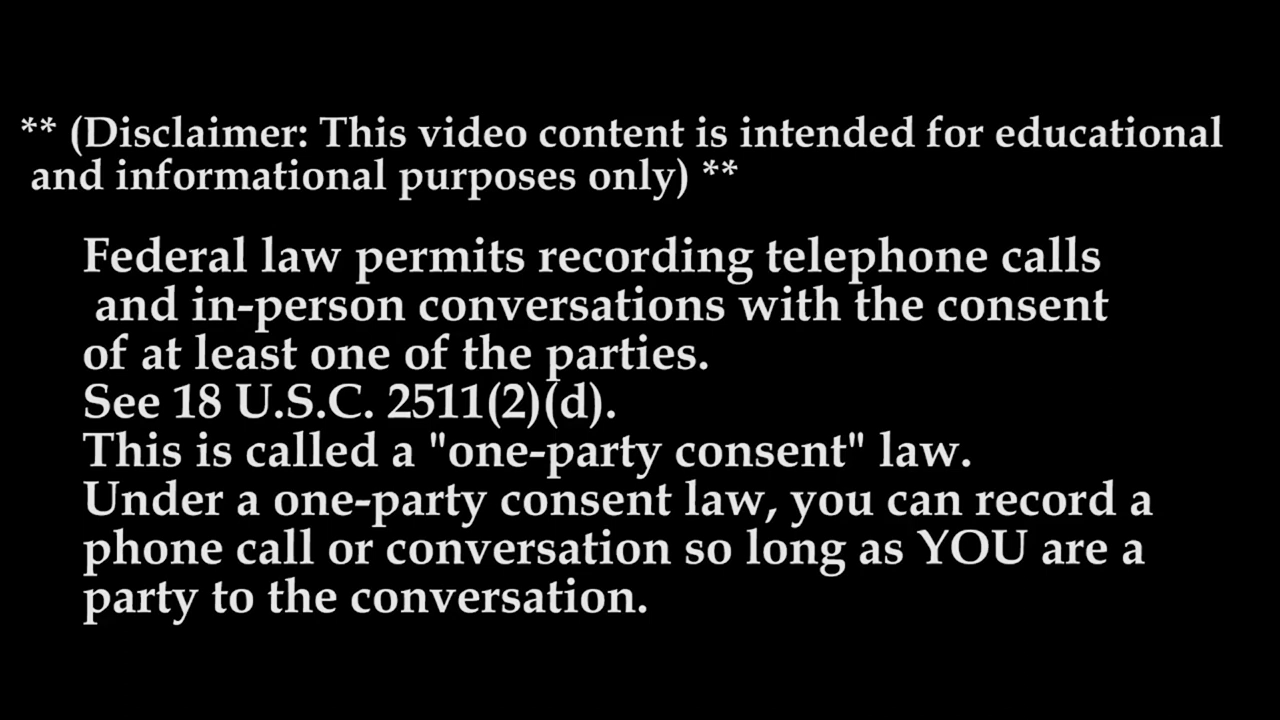 ** (Disclaimer: This video content is intended for educational
and informational purposes only) **
Federal law permits recording telephone calls
and in-person conversations with the consent
of at least one of the parties.
See 18 U.S.C. 2511(2)(d).
This is called a "one-party consent" law.
Under a one-party consent law, you can record a
phone call or conversation so long as YOU are a
party to the conversation.